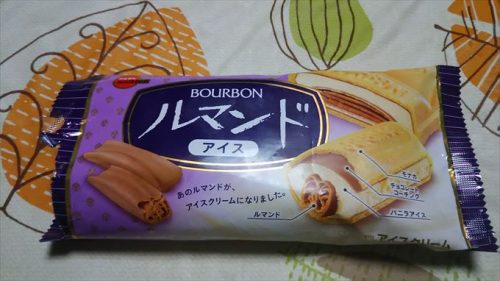 BOURBON
ルマンド
アイス
あのルマンドが、
アイスクリームになりました。
モナカ
チョコレート
コーチング
バニラアイス
ルマンド
アイスクリーム